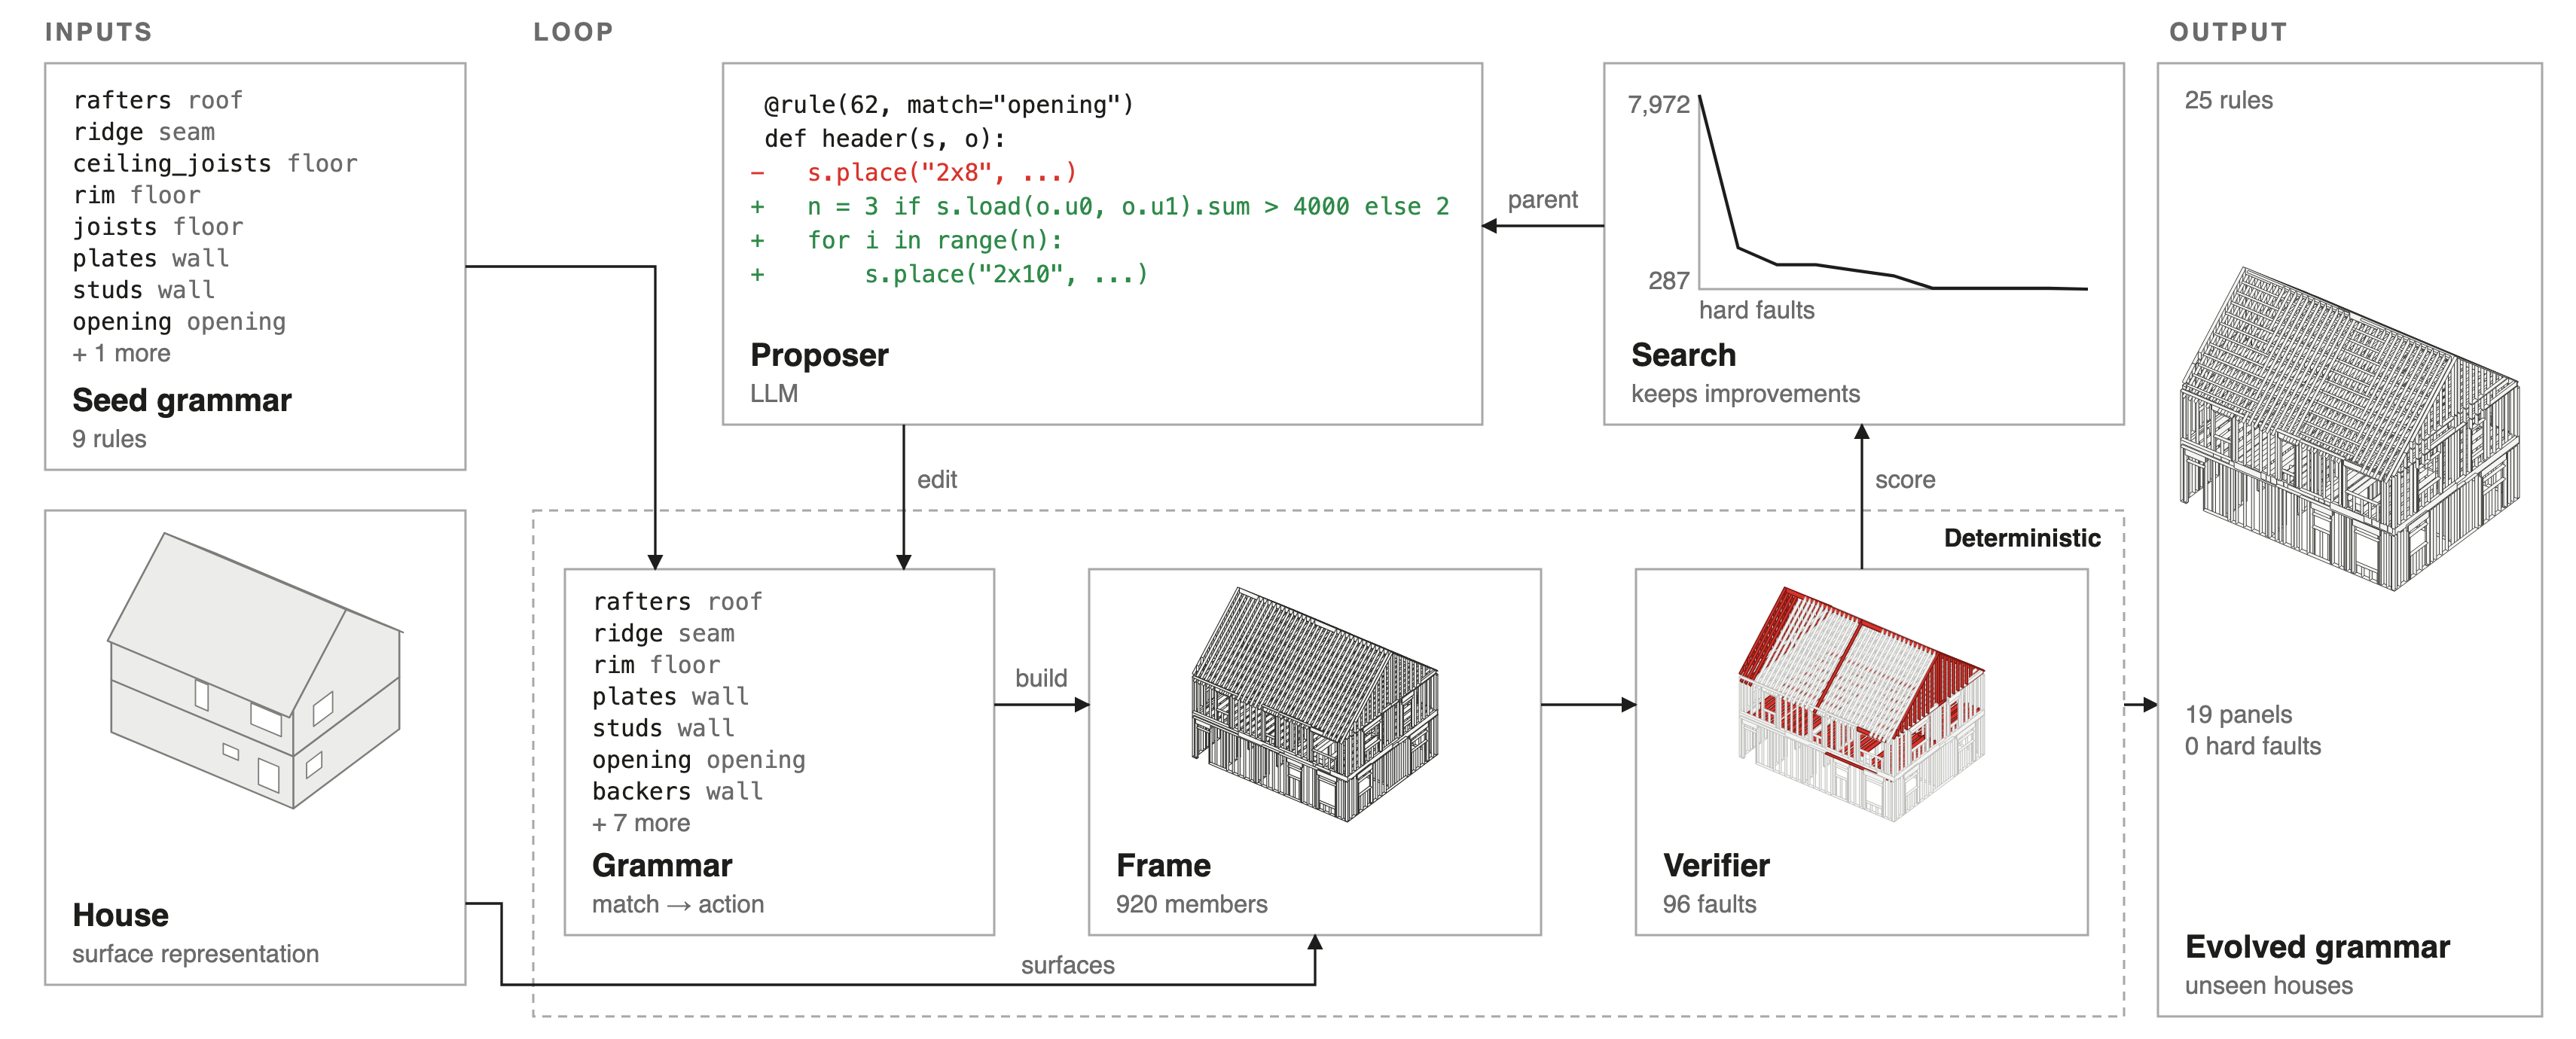 INPUTS
rafters roof
ridge seam
ceiling_joists floor
rim floor
joists floor
plates wall
studs wall
opening opening
+ 1 more
Seed grammar
9 rules
House
surface representation
LOOP
@rule(62, match="opening")
def header(s, o):
-   s.place("2x8", ...)
+   n = 3 if s.load(o.u0, o.u1).sum > 4000 else 2
+   for i in range(n):
+       s.place("2x10", ...)
Proposer
LLM
parent
7,972
287
hard faults
Search
keeps improvements
edit
score
Deterministic
rafters roof
ridge seam
rim floor
plates wall
studs wall
opening opening
backers wall
+ 7 more
Grammar
match → action
build
Frame
920 members
Verifier
96 faults
surfaces
OUTPUT
25 rules
19 panels
0 hard faults
Evolved grammar
unseen houses